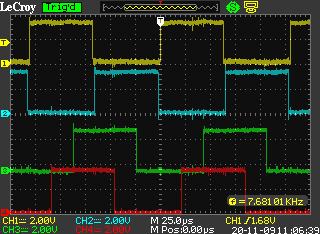 LeCroy Trig'd
T
T
1
2
3
f = 7.68101KHz
CH1 2.00V CH2 2.00V M 25.0µs CH1 / 1.68V
CH3 2.00V CH4 2.00V M Pos:0.00µs 20-11-09 11:06:39